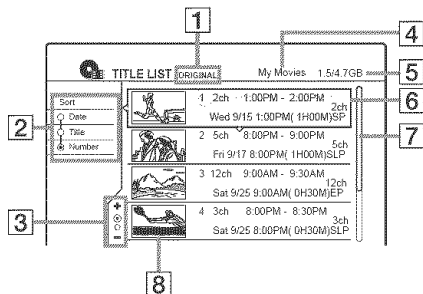 1
4
TITLE LIST ORIGINAL My Movies 1.5/4.7GB
5
Sort
Date
Title
Number
2
1 2ch 1:00PM - 2:00PM
2ch
Wed 9/15 1:00PM( 1H00M)SP
6
7
2 5ch 8:00PM - 9:00PM
5ch
Fri 9/17 8:00PM( 1H00M)SLP
3 12ch 9:00AM - 9:30AM
12ch
Sat 9/25 9:00AM( 0H30M)EP
3
4 3ch 8:00PM - 8:30PM
3ch
Sat 9/25 8:00PM( 0H30M)SLP
8